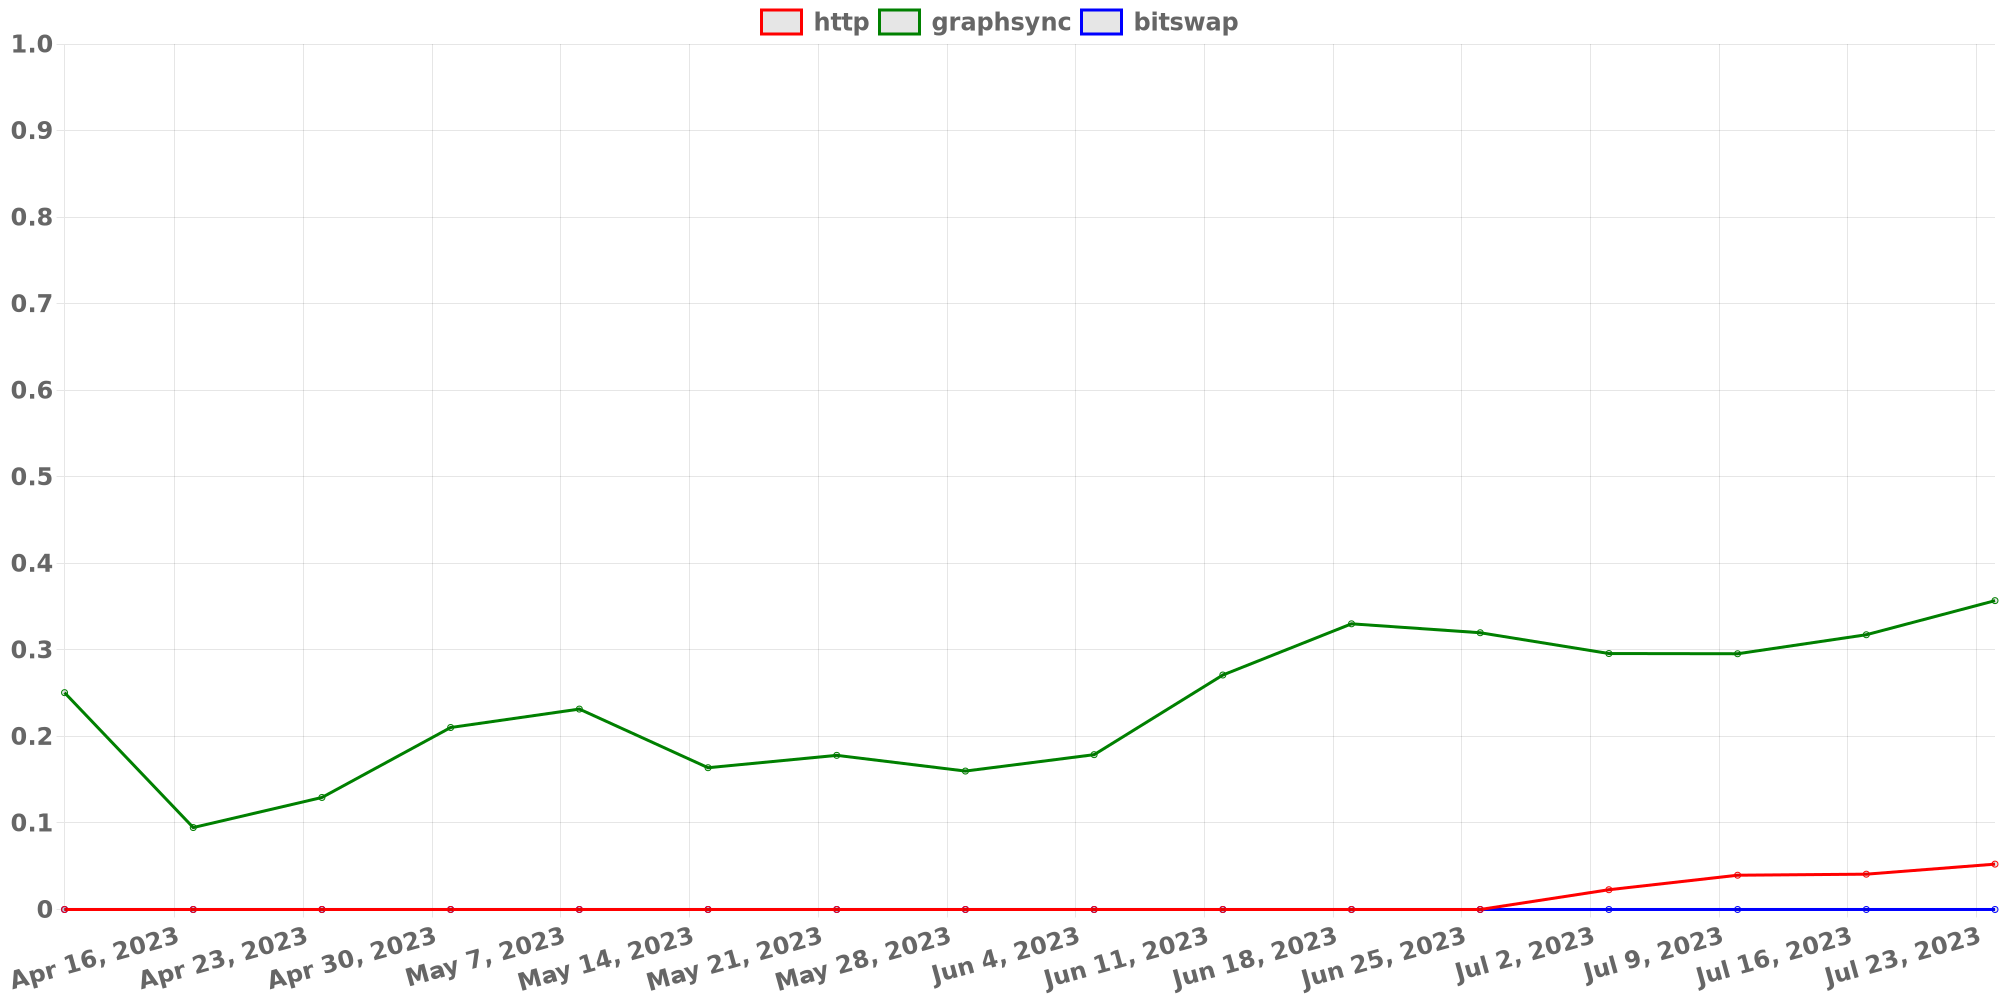 http graphsync bitswap
1.0
0.9
0.8
0.7
0.6
0.5
0.4
0.3
0.2
0.1
0
Apr 16, 2023
Apr 23, 2023
Apr 30, 2023
May 7, 2023
May 14, 2023
May 21, 2023
May 28, 2023
Jun 4, 2023
Jun 11, 2023
Jun 18, 2023
Jun 25, 2023
Jul 2, 2023
Jul 9, 2023
Jul 16, 2023
Jul 23, 2023